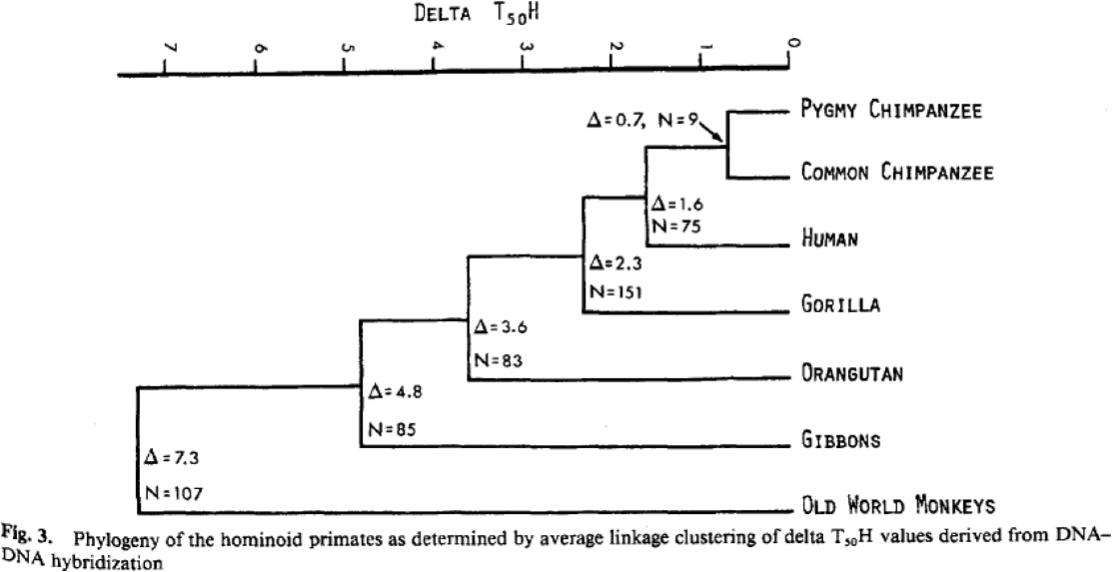 DELTA T50H
7 6 5 4 3 2 1 0
PYGMY CHIMPANZEE
Δ=0.7, N=9
COMMON CHIMPANZEE
Δ=1.6
N=75
HUMAN
Δ=2.3
N=151
GORILLA
Δ=3.6
N=83
ORANGUTAN
Δ=4.8
N=85
GIBBONS
Δ=7.3
N=107
OLD WORLD MONKEYS
Fig. 3. Phylogeny of the hominoid primates as determined by average linkage clustering of delta T50H values derived from DNA–
DNA hybridization